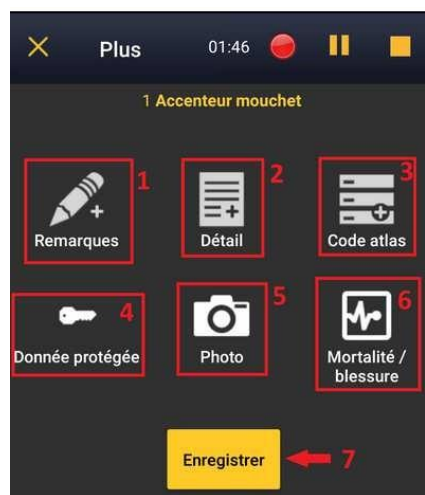 Plus 01:46
1 Accenteur mouchet
1 2 3
Remarques Détail Code atlas
4 5 6
Donnée protégée Photo Mortalité /
blessure
Enregistrer 7